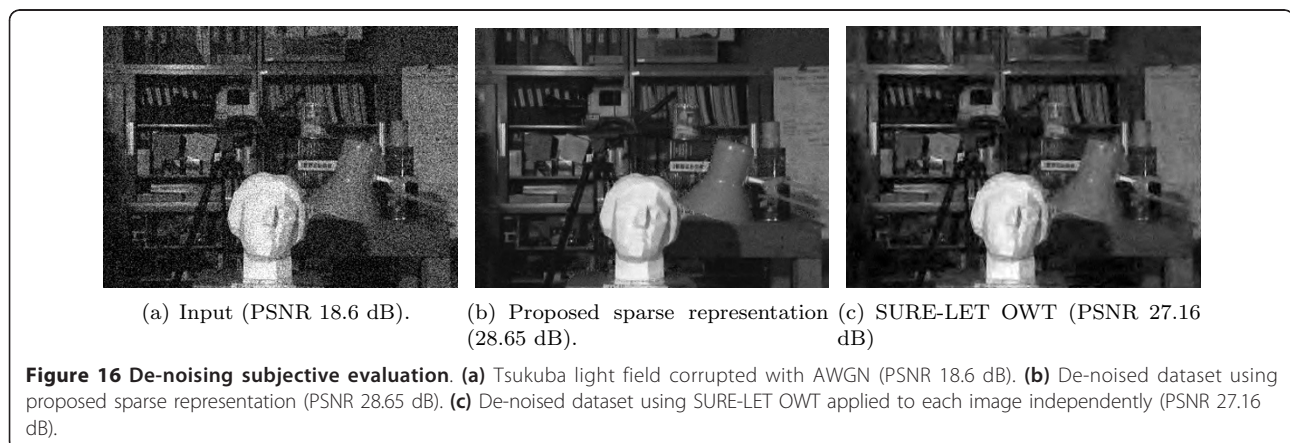 (a) Input (PSNR 18.6 dB).
(b) Proposed sparse representation
(28.65 dB).
(c) SURE-LET OWT (PSNR 27.16
dB)
Figure 16 De-noising subjective evaluation. (a) Tsukuba light field corrupted with AWGN (PSNR 18.6 dB). (b) De-noised dataset using
proposed sparse representation (PSNR 28.65 dB). (c) De-noised dataset using SURE-LET OWT applied to each image independently (PSNR 27.16
dB).